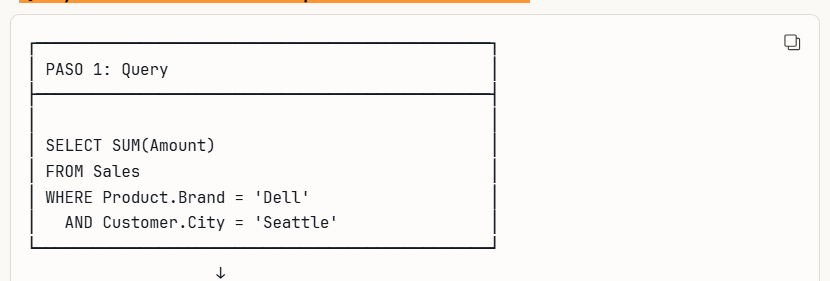 PASO 1: Query
SELECT SUM(Amount)
FROM Sales
WHERE Product.Brand = 'Dell'
AND Customer.City = 'Seattle'
↓